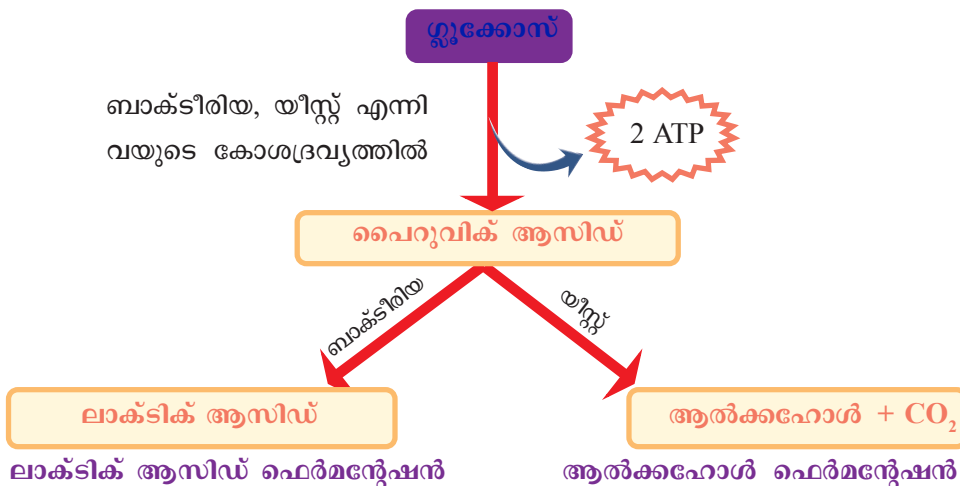 ഗ്ലൂക്കോസ്
ബാക്ടീരിയ, യീസ്റ്റ് എന്നി
വയുടെ കോശദ്രവ്യത്തിൽ
2 ATP
പൈറുവിക് ആസിഡ്
ബാക്ടീരിയ
യീസ്റ്റ്
ലാക്ടിക് ആസിഡ്
ആൽക്കഹോൾ + CO₂
ലാക്ടിക് ആസിഡ് ഫെർമന്റേഷൻ
ആൽക്കഹോൾ ഫെർമന്റേഷൻ